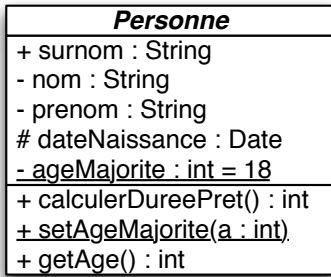 Personne
+ surnom : String
- nom : String
- prenom : String
# dateNaissance : Date
- ageMajorite : int = 18
+ calculerDureePret() : int
+ setAgeMajorite(a : int)
+ getAge() : int